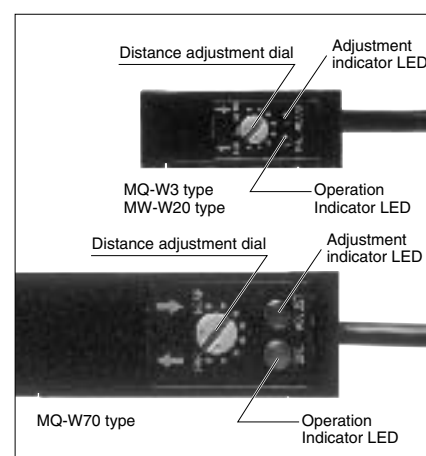 Distance adjustment dial
Adjustment
indicator LED
MQ-W3 type
MW-W20 type
Operation
Indicator LED
Distance adjustment dial
Adjustment
indicator LED
MQ-W70 type
Operation
Indicator LED